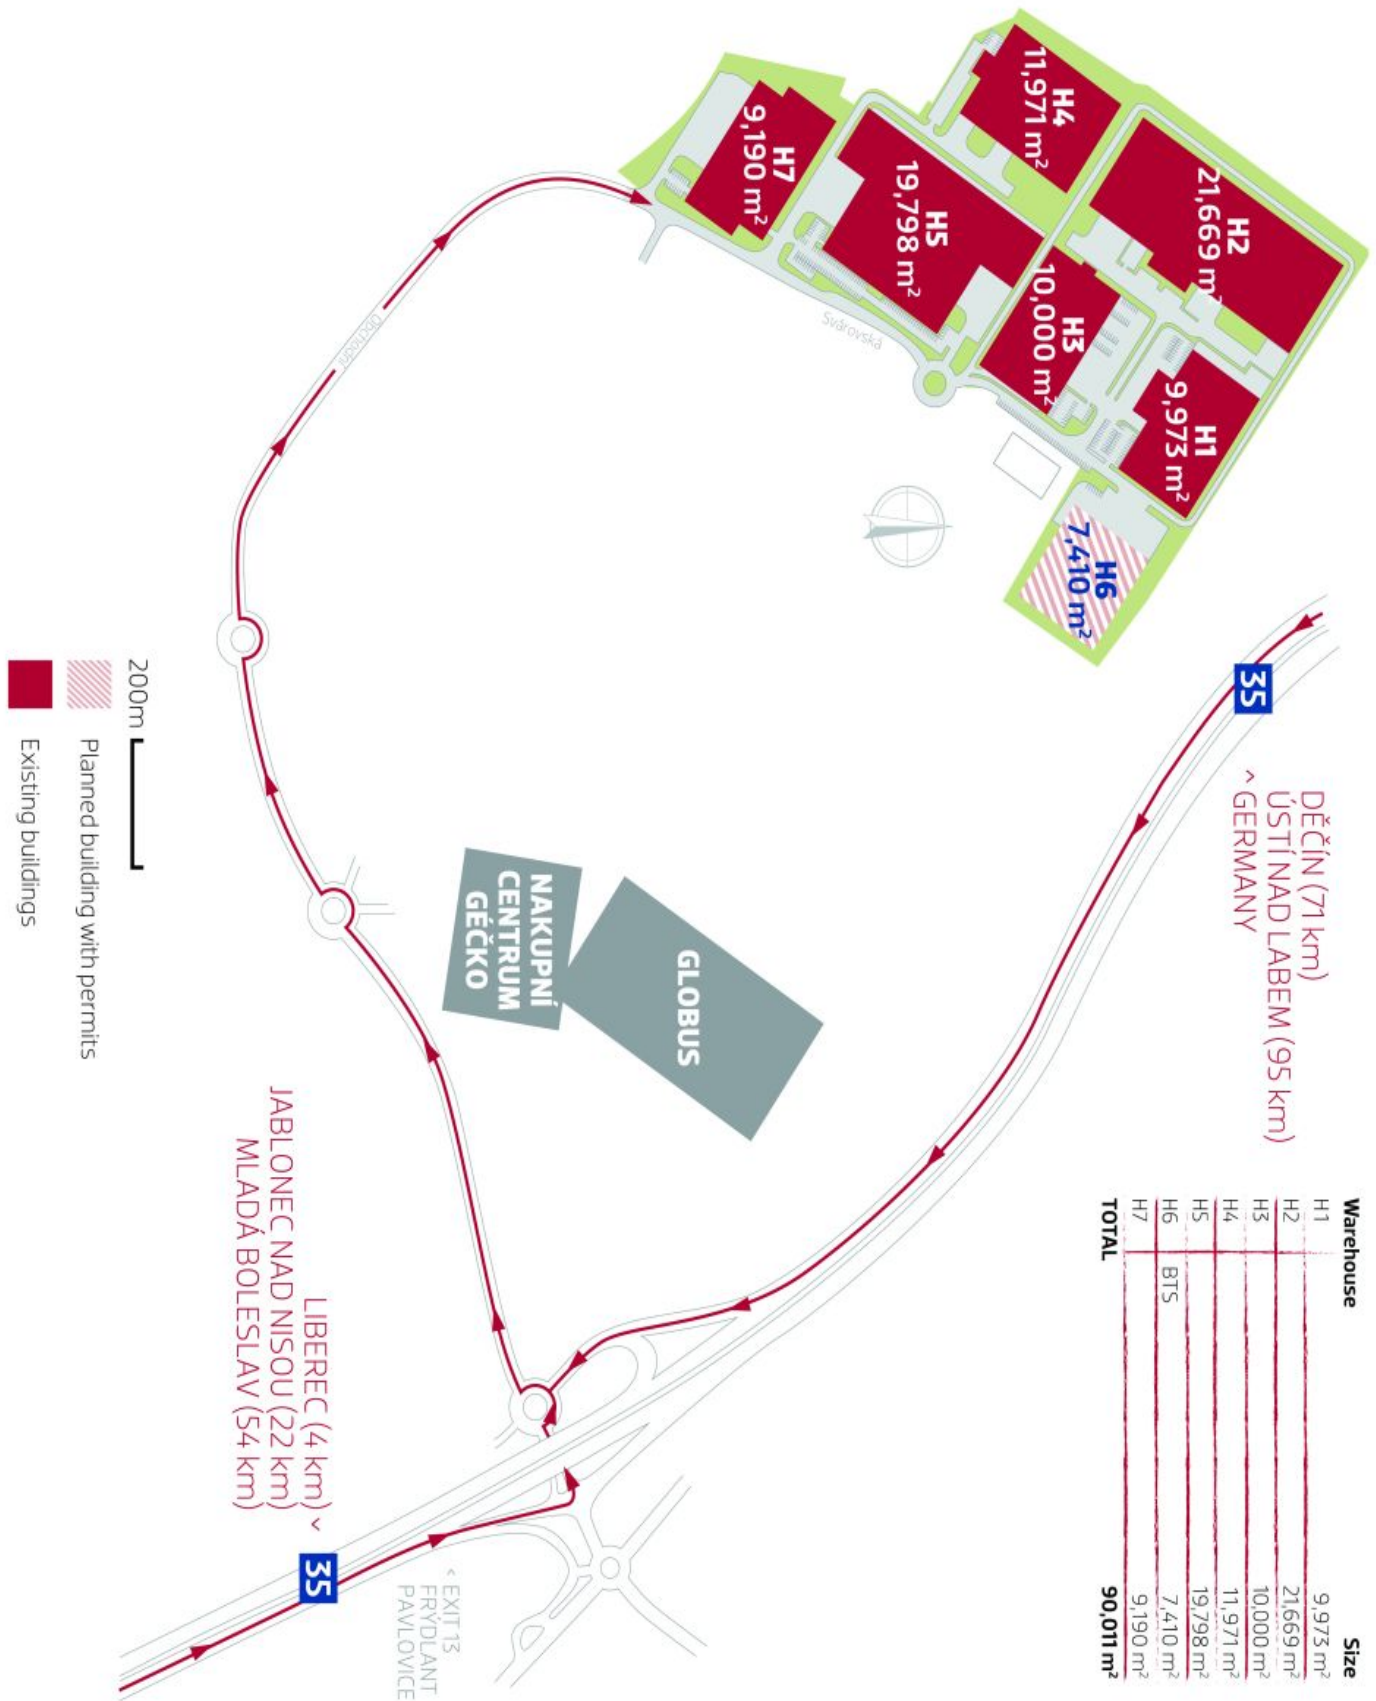 H4
11,971 m²
H2
21,669 m²
H7
9,190 m²
H5
19,798 m²
H3
10,000 m²
H1
9,973 m²
H6
7,410 m²
Svárovská
Obchodní
35
DĚČÍN (71 km)
ÚSTÍ NAD LABEM (95 km)
^ GERMANY
GLOBUS
NAKUPNÍ
CENTRUM
GÉČKO
LIBEREC (4 km) ˅
JABLONEC NAD NISOU (22 km)
MLADÁ BOLESLAV (54 km)
35
˂ EXIT 13
FRÝDLANT
PAVLOVICE
200m
Planned building with permits
Existing buildings
Warehouse Size
H1 9,973 m²
H2 21,669 m²
H3 10,000 m²
H4 11,971 m²
H5 19,798 m²
H6 BTS 7,410 m²
H7 9,190 m²
TOTAL 90,011 m²